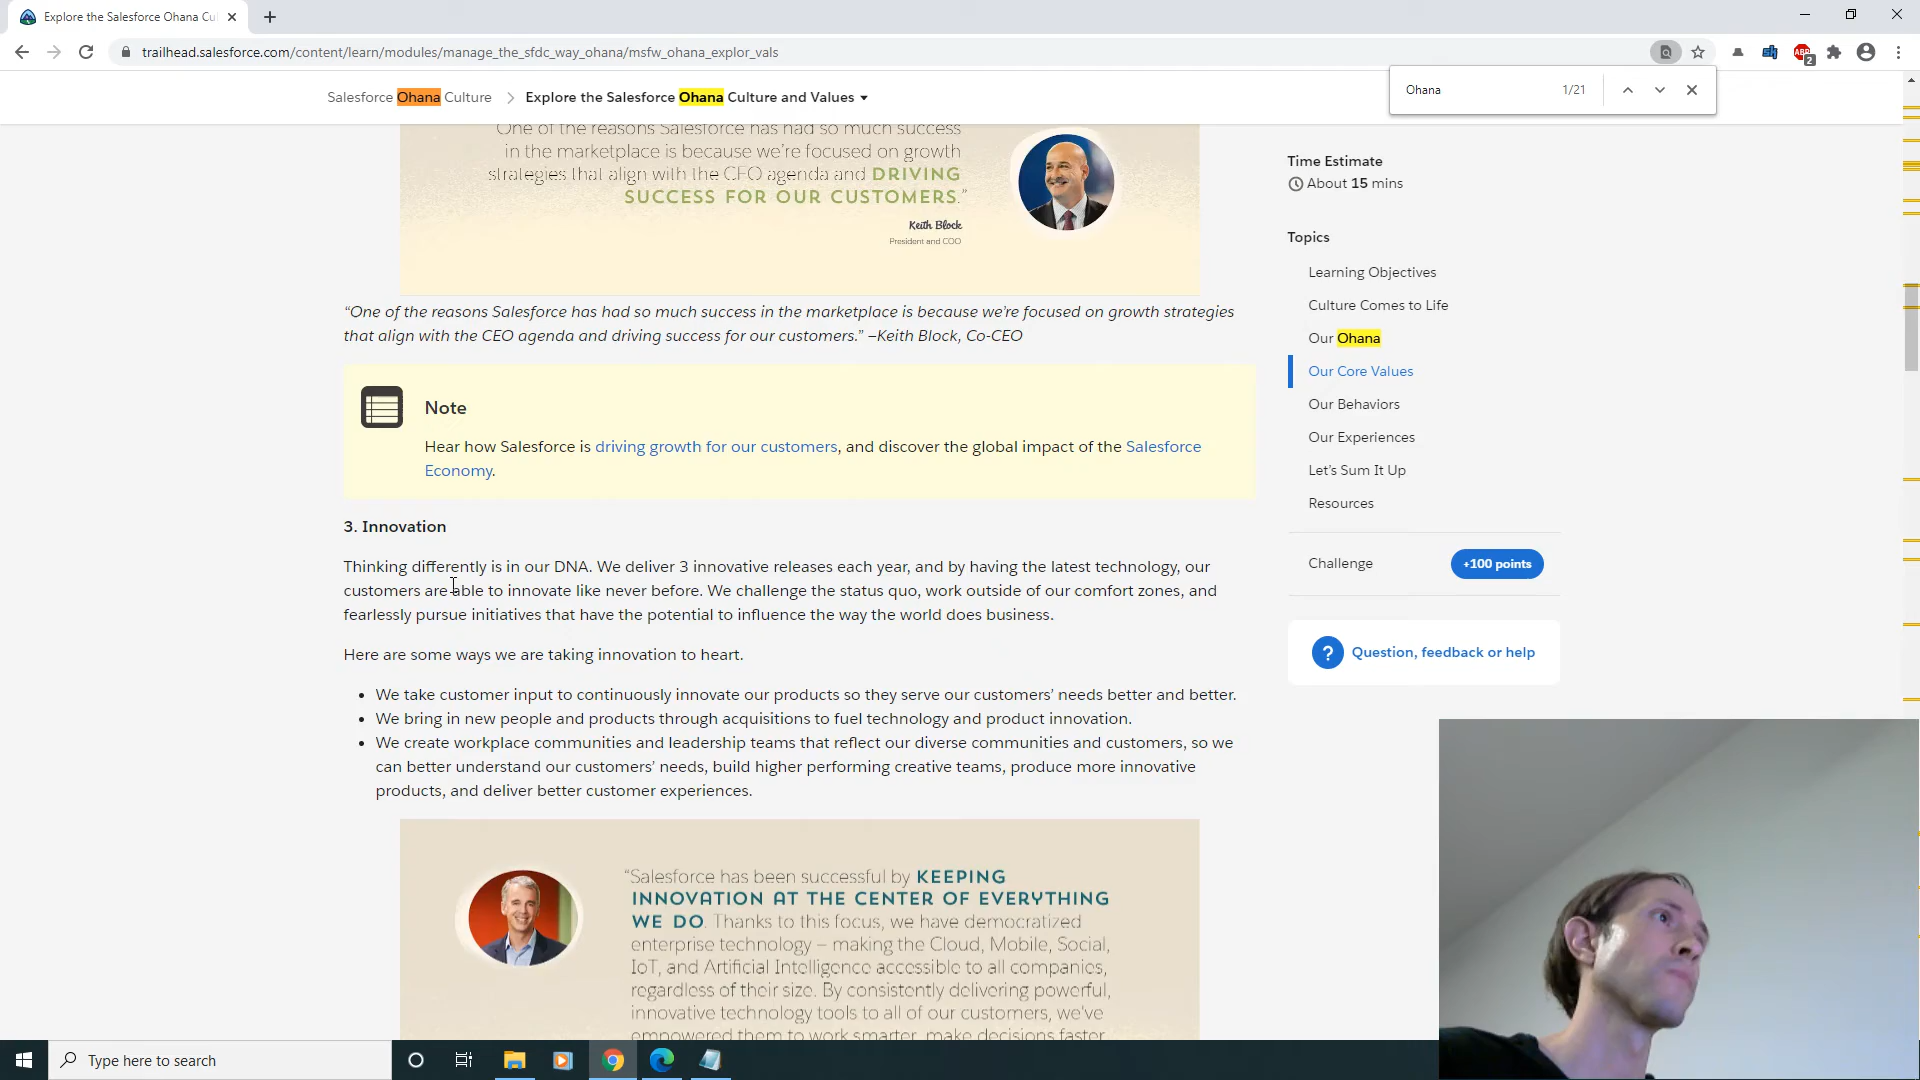 Explore the Salesforce Ohana Cu
trailhead.salesforce.com/content/learn/modules/manage_the_sfdc_way_ohana/msfw_ohana_explor_vals
ABP
2
Ohana
1/21
Salesforce Ohana Culture
Explore the Salesforce Ohana Culture and Values
One of the reasons Salesforce has had so much success
in the marketplace is because we're focused on growth
strategies that align with the CEO agenda and DRIVING
SUCCESS FOR OUR CUSTOMERS.”
Keith Block
President and COO
“One of the reasons Salesforce has had so much success in the marketplace is because we're focused on growth strategies
that align with the CEO agenda and driving success for our customers.” –Keith Block, Co-CEO
Note
Hear how Salesforce is driving growth for our customers, and discover the global impact of the Salesforce
Economy.
3. Innovation
Thinking differently is in our DNA. We deliver 3 innovative releases each year, and by having the latest technology, our
customers are able to innovate like never before. We challenge the status quo, work outside of our comfort zones, and
fearlessly pursue initiatives that have the potential to influence the way the world does business.
Here are some ways we are taking innovation to heart.
• We take customer input to continuously innovate our products so they serve our customers' needs better and better.
• We bring in new people and products through acquisitions to fuel technology and product innovation.
• We create workplace communities and leadership teams that reflect our diverse communities and customers, so we
can better understand our customers' needs, build higher performing creative teams, produce more innovative
products, and deliver better customer experiences.
“Salesforce has been successful by KEEPING
INNOVATION AT THE CENTER OF EVERYTHING
WE DO. Thanks to this focus, we have democratized
enterprise technology – making the Cloud, Mobile, Social,
IoT, and Artificial Intelligence accessible to all companies,
regardless of their size. By consistently delivering powerful,
innovative technology tools to all of our customers, we've
empowered them to work smarter, make decisions faster
Time Estimate
About 15 mins
Topics
Learning Objectives
Culture Comes to Life
Our Ohana
Our Core Values
Our Behaviors
Our Experiences
Let's Sum It Up
Resources
Challenge
+100 points
?
Question, feedback or help
Type here to search